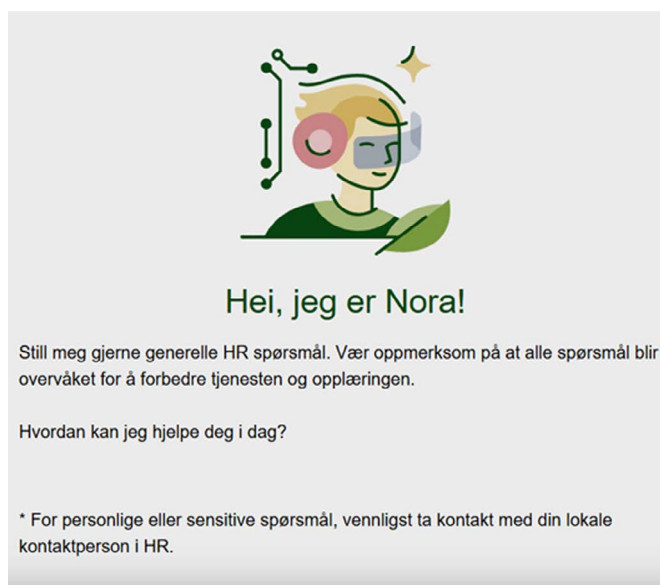 Hei, jeg er Nora!
Still meg gjerne generelle HR spørsmål. Vær oppmerksom på at alle spørsmål blir
overvåket for å forbedre tjenesten og opplæringen.
Hvordan kan jeg hjelpe deg i dag?
* For personlige eller sensitive spørsmål, vennligst ta kontakt med din lokale
kontaktperson i HR.